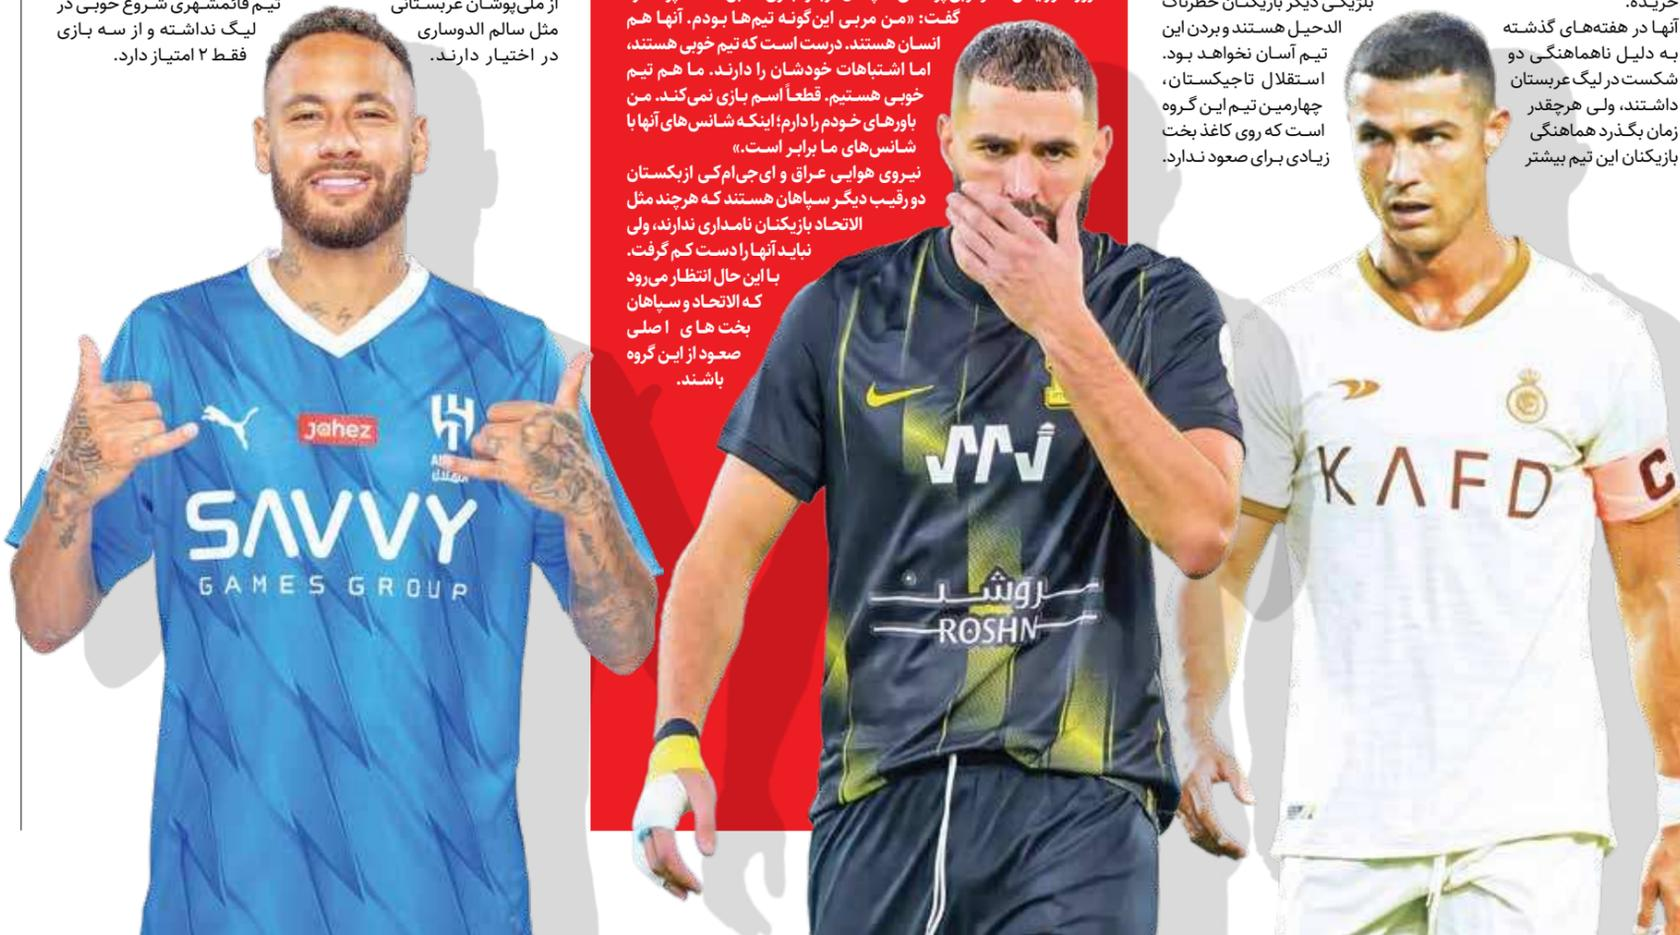 خریده.
آنها در هفته‌های گذشته
به دلیل ناهماهنگی دو
شکست در لیگ عربستان
داشتند، ولی هرچقدر
زمان بگذرد هماهنگی
بازیکنان این تیم بیشتر
بلژیکی دیگر بازیکنان خطرناک
الدحیل هستند و بردن این
تیم آسان نخواهد بود.
استقلال تاجیکستان،
چهارمین تیم این گروه
است که روی کاغذ بخت
زیادی برای صعود ندارد.
گفت: «من مربی این‌گونه تیم‌ها بودم. آنها هم
انسان هستند. درست است که تیم خوبی هستند،
اما اشتباهات خودشان را دارند. ما هم تیم
خوبی هستیم. قطعاً اسم بازی نمی‌کند. من
باورهای خودم را دارم؛ اینکه شانس‌های آنها با
شانس‌های ما برابر است.»
نیروی هوایی عراق و ای‌جی‌ام‌کی ازبکستان
دو رقیب دیگر سپاهان هستند که هرچند مثل
الاتحاد بازیکنان نامداری ندارند، ولی
نباید آنها را دست کم گرفت.
با این حال انتظار می‌رود
که الاتحاد و سپاهان
بخت های اصلی
صعود از این گروه
باشند.
از ملی‌پوشان عربستانی
مثل سالم الدوساری
در اختیار دارند.
تیم قائمشهری شروع خوبی در
لیگ نداشته و از سه بازی
فقط ۲ امتیاز دارد.
jahez
SAVVY
GAMES GROUP
روشن
ROSHN
KAFD
C